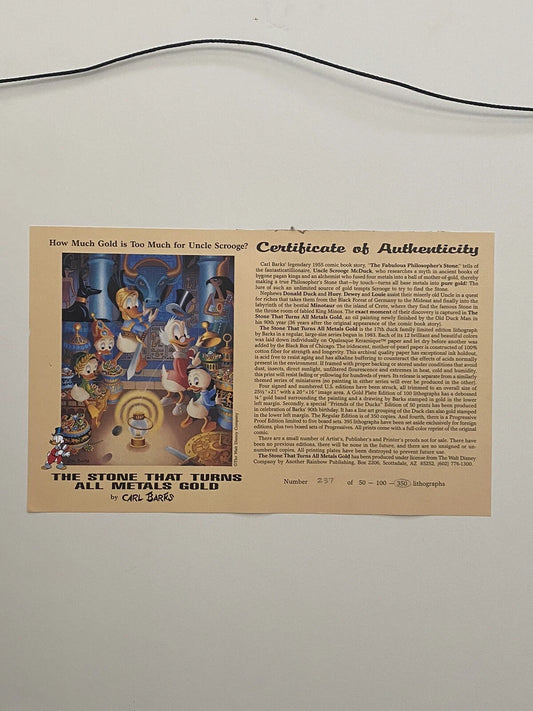 How Much Gold is Too Much for Uncle Scrooge?
THE STONE THAT TURNS
ALL METALS GOLD
by CARL BARKS
Certificate of Authenticity
Carl Barks' legendary 1955 comic book story, "The Fabulous Philosopher's Stone," tells of
the fantasticatillionaire, Uncle Scrooge McDuck, who researches a myth in ancient books of
bygone pagan kings and an alchemist who fused four metals into a ball of mother-of-gold, thereby
making a true Philosopher's Stone that—by touch—turns all base metals into pure gold! The
lure of such an unlimited source of gold tempts Scrooge to try to find the Stone.
Nephews Donald Duck and Huey, Dewey and Louie assist their miserly old Uncle in a quest
for riches that takes them from the Black Forest of Germany to the Mideast and finally into the
labyrinth of the bestial Minotaur on the island of Crete, where they find the famous Stone in
the throne room of fabled King Minos. The exact moment of their discovery is captured in The
Stone That Turns All Metals Gold, an oil painting newly finished by the Old Duck Man in
his 90th year (36 years after the original appearance of the comic book story).
The Stone That Turns All Metals Gold is the 17th duck family limited edition lithograph
by Barks in a regular, large-size series begun in 1983. Each of its 12 brilliant and beautiful colors
was laid down individually on Opalesque Keramique™ paper and let dry before another was
added by the Black Box of Chicago. The iridescent, mother-of-pearl paper is constructed of 100%
cotton fiber for strength and longevity. This archival quality paper has exceptional ink holdout,
is acid free to resist aging and has alkaline buffering to counteract the effects of acids normally
present in the environment. If framed with proper backing or stored under conditions that avoid
dust, insects, direct sunlight, unfiltered flourescence and extremes in heat, cold and humidity,
this print will resist fading or yellowing for hundreds of years. Its release is separate from a similarly
themed series of miniatures (no painting in either series will ever be produced in the other).
Four signed and numbered U.S. editions have been struck, all trimmed to an overall size of
25½"×21" with a 20"×16" image area. A Gold Plate Edition of 100 lithographs has a debossed
¼" gold band surrounding the painting and a drawing by Barks stamped in gold in the lower
left margin. Secondly, a special "Friends of the Ducks" Edition of 50 prints has been produced
in celebration of Barks' 90th birthday. It has a line art grouping of the Duck clan also gold stamped
in the lower left margin. The Regular Edition is of 350 copies. And fourth, there is a Progressive
Proof Edition limited to five boxed sets. 395 lithographs have been set aside exclusively for foreign
editions, plus two boxed sets of Progressives. All prints come with a full color reprint of the original
comic.
There are a small number of Artist's, Publisher's and Printer's proofs not for sale. There have
been no previous editions, there will be none in the future, and there are no unsigned or un-
numbered copies. All printing plates have been destroyed to prevent future use.
The Stone That Turns All Metals Gold has been produced under license from The Walt Disney
Company by Another Rainbow Publishing, Box 2206, Scottsdale, AZ 85252, (602) 776-1300.
Number 237 of 50 — 100 — 350 lithographs